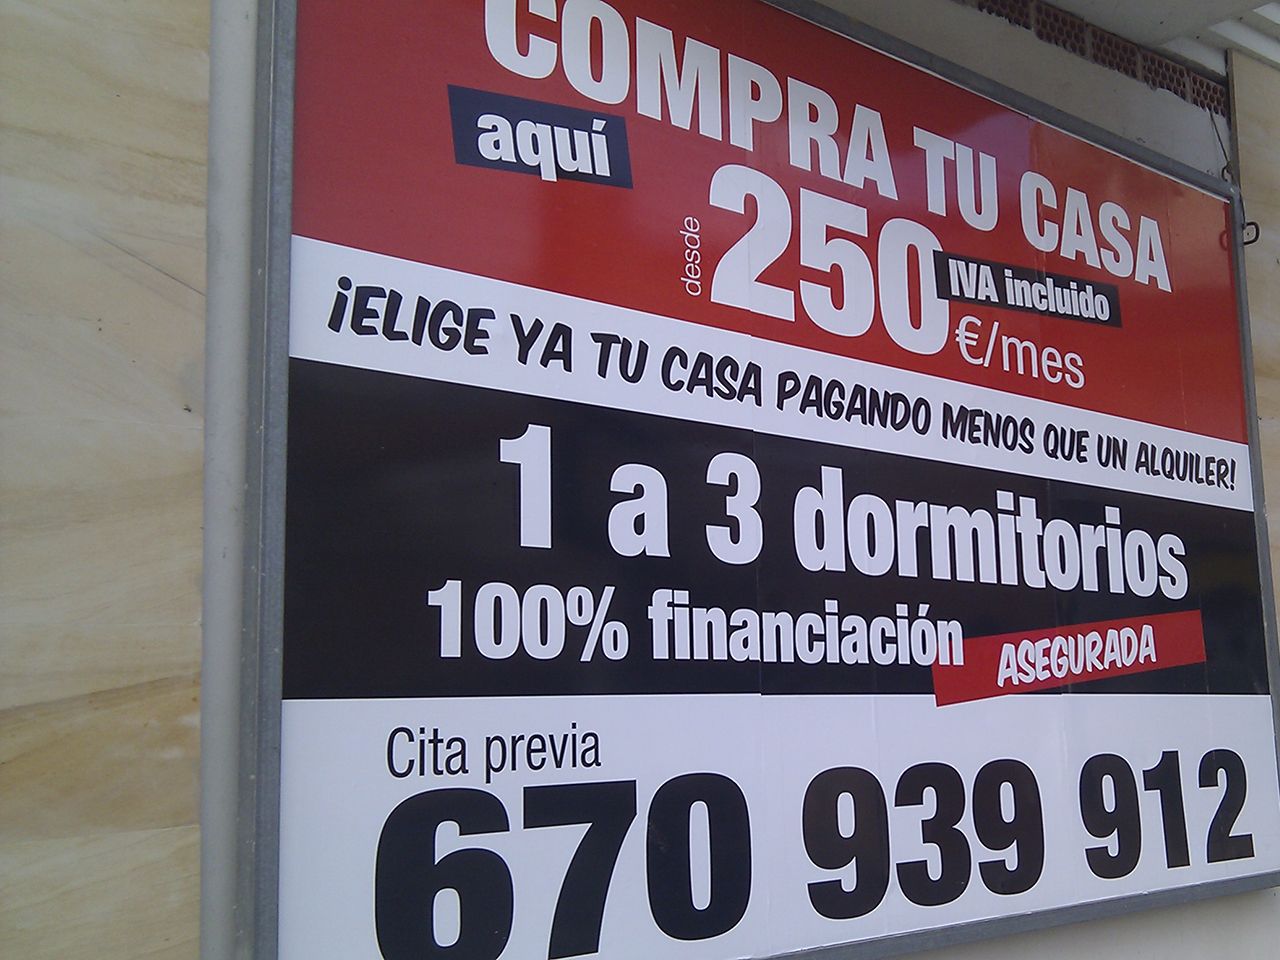 COMPRA TU CASA
aquí
desde 250 IVA incluido
€/mes
¡ELIGE YA TU CASA PAGANDO MENOS QUE UN ALQUILER!
1 a 3 dormitorios
100% financiación ASEGURADA
Cita previa
670 939 912